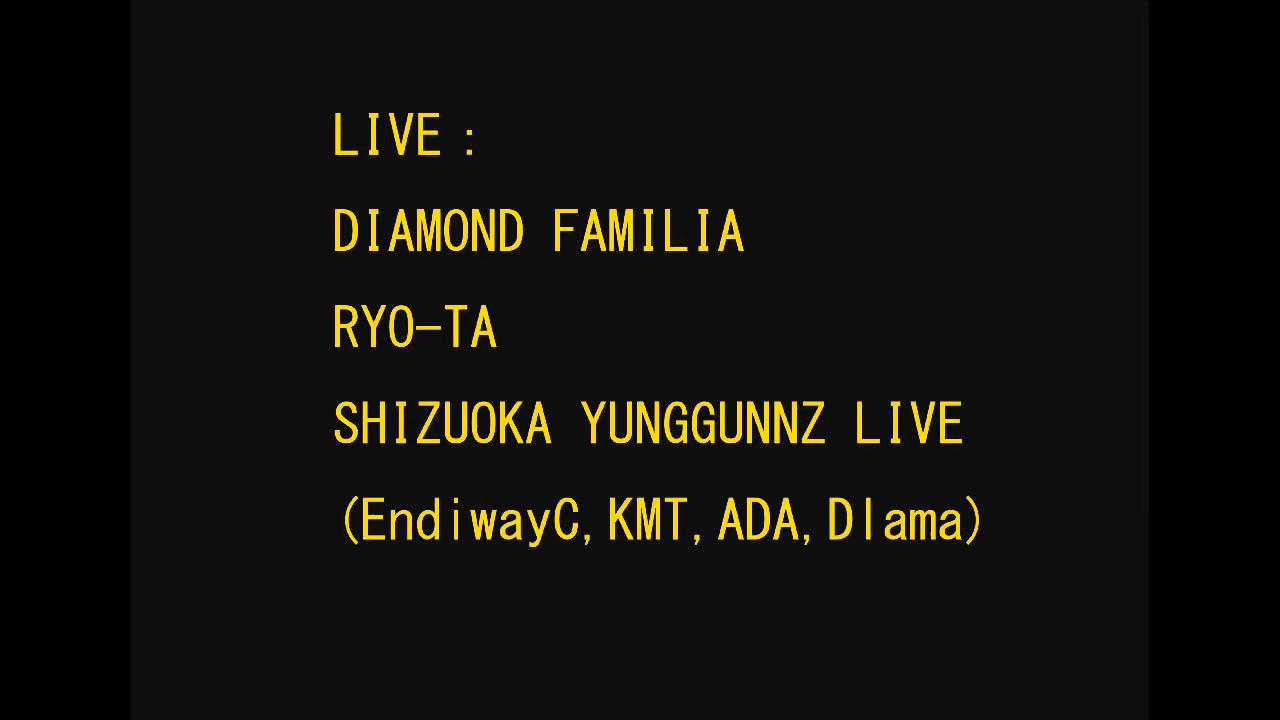 LIVE：
DIAMOND FAMILIA
RYO-TA
SHIZUOKA YUNGGUNNZ LIVE
(EndiwayC,KMT,ADA,Dlama)